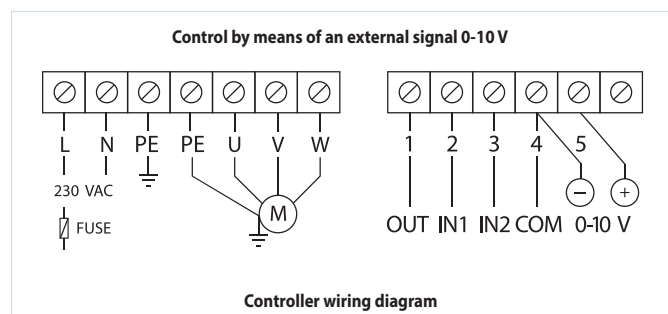 Control by means of an external signal 0-10 V
L N PE PE U V W
1 2 3 4 5
230 VAC
FUSE
M
− +
OUT IN1 IN2 COM 0-10 V
Controller wiring diagram